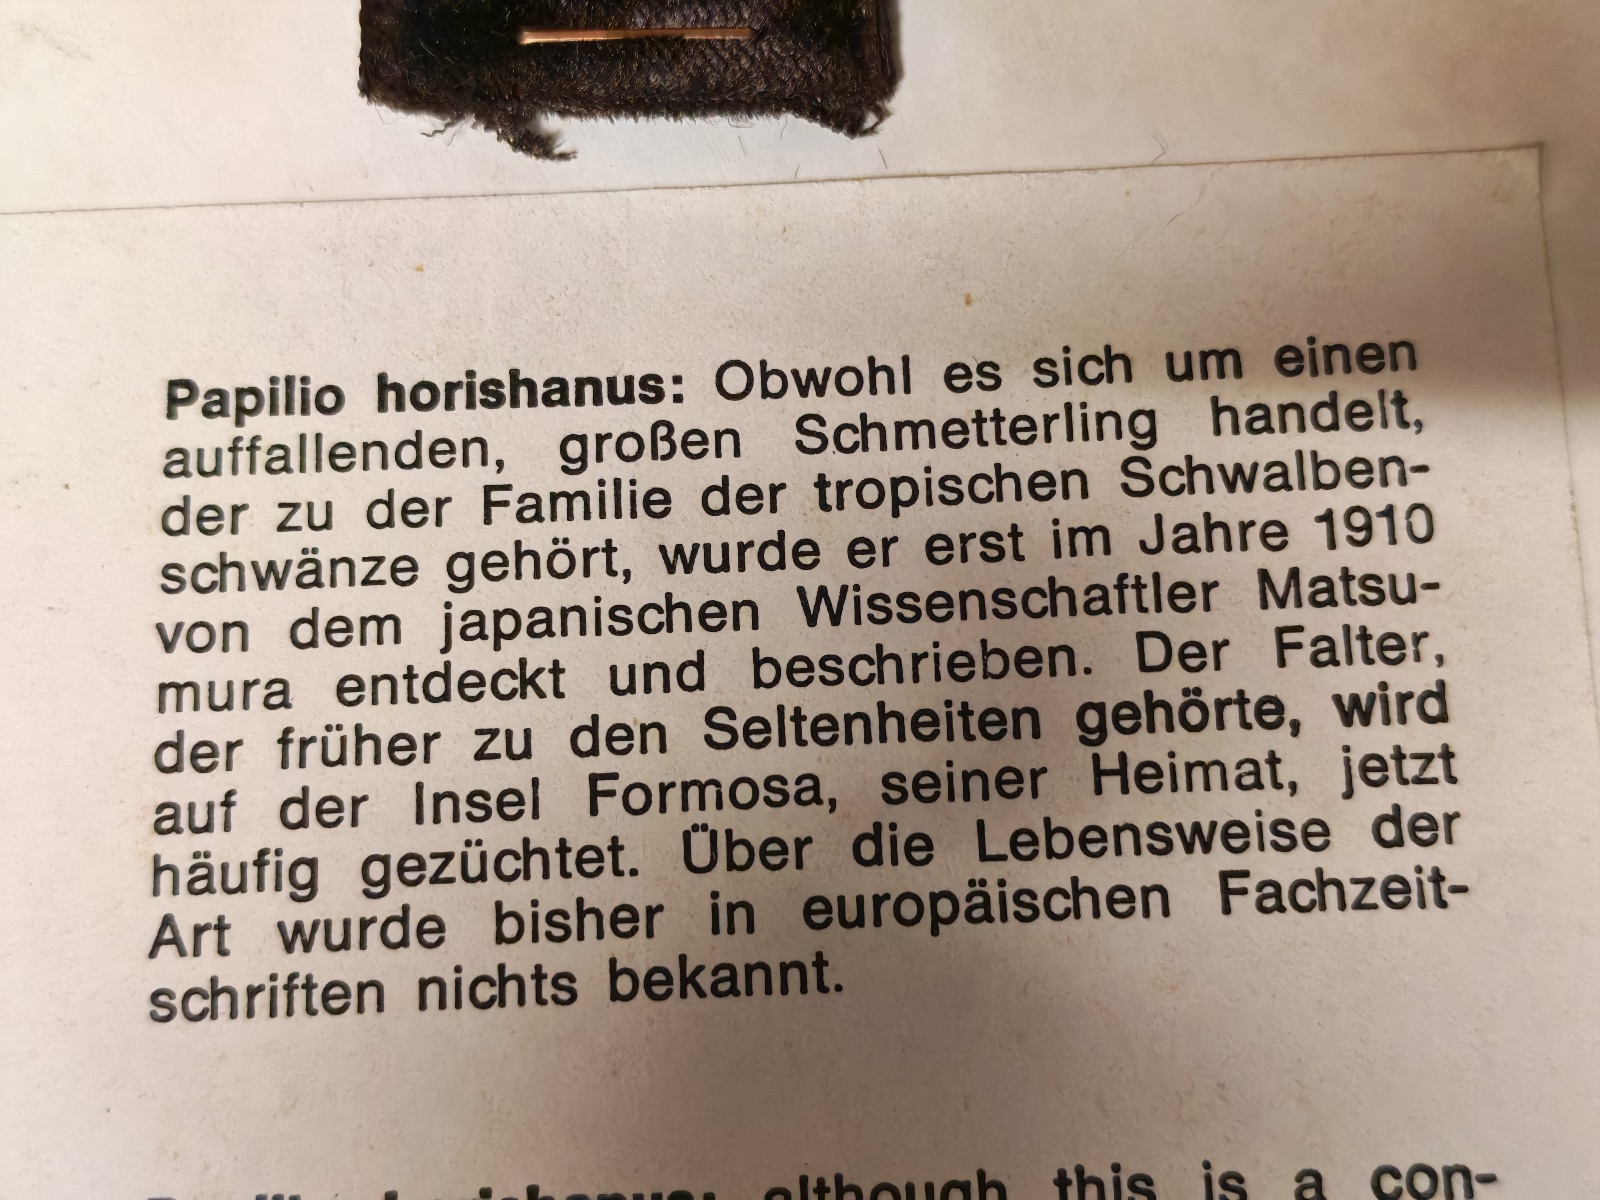 Papilio horishanus: Obwohl es sich um einen
auffallenden, großen Schmetterling handelt,
der zu der Familie der tropischen Schwalben-
schwänze gehört, wurde er erst im Jahre 1910
von dem japanischen Wissenschaftler Matsu-
mura entdeckt und beschrieben. Der Falter,
der früher zu den Seltenheiten gehörte, wird
auf der Insel Formosa, seiner Heimat, jetzt
häufig gezüchtet. Über die Lebensweise der
Art wurde bisher in europäischen Fachzeit-
schriften nichts bekannt.
Papilio horishanus: although this is a con-